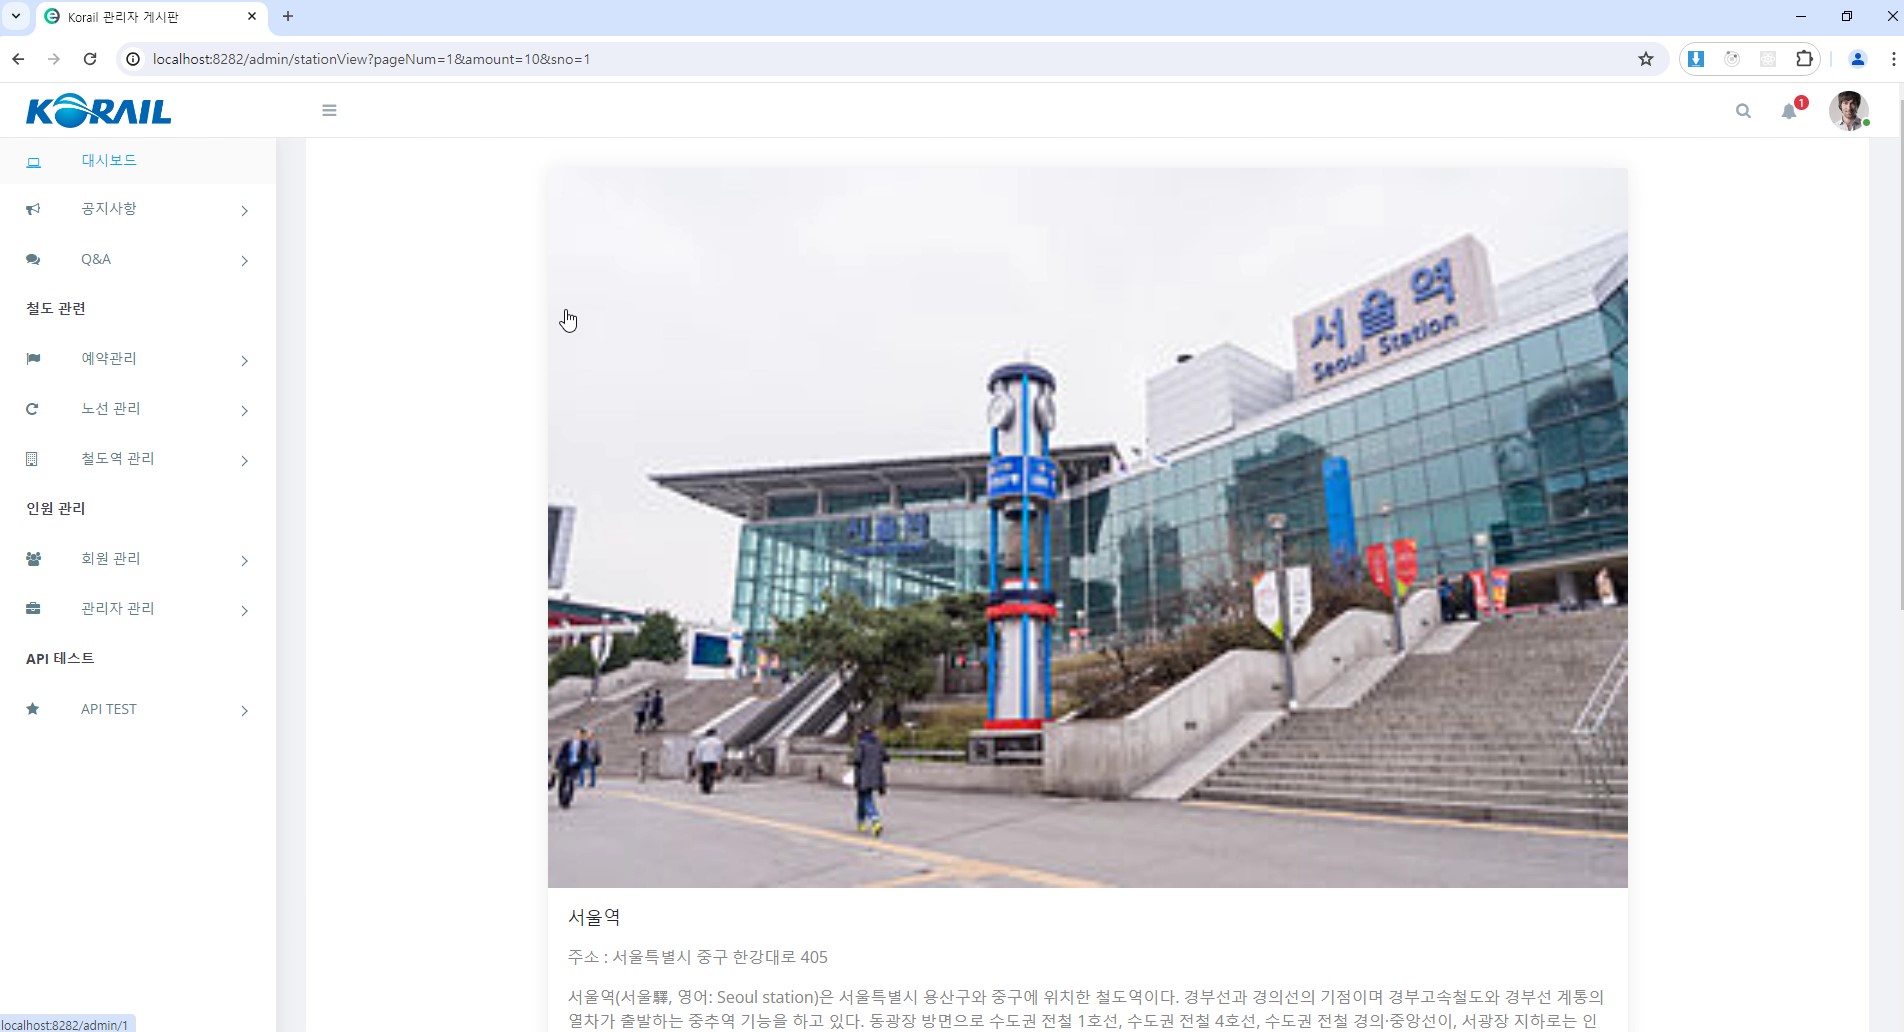 Korail 관리자 게시판
localhost:8282/admin/stationView?pageNum=1&amount=10&sno=1
KORAIL
1
대시보드
공지사항
Q&A
철도 관련
예약관리
노선 관리
철도역 관리
인원 관리
회원 관리
관리자 관리
API 테스트
API TEST
서울역
Seoul Station
서울역
서울역
주소 : 서울특별시 중구 한강대로 405
서울역(서울驛, 영어: Seoul station)은 서울특별시 용산구와 중구에 위치한 철도역이다. 경부선과 경의선의 기점이며 경부고속철도와 경부선 계통의
열차가 출발하는 중추역 기능을 하고 있다. 동광장 방면으로 수도권 전철 1호선, 수도권 전철 4호선, 수도권 전철 경의·중앙선이, 서광장 지하로는 인
localhost:8282/admin/1